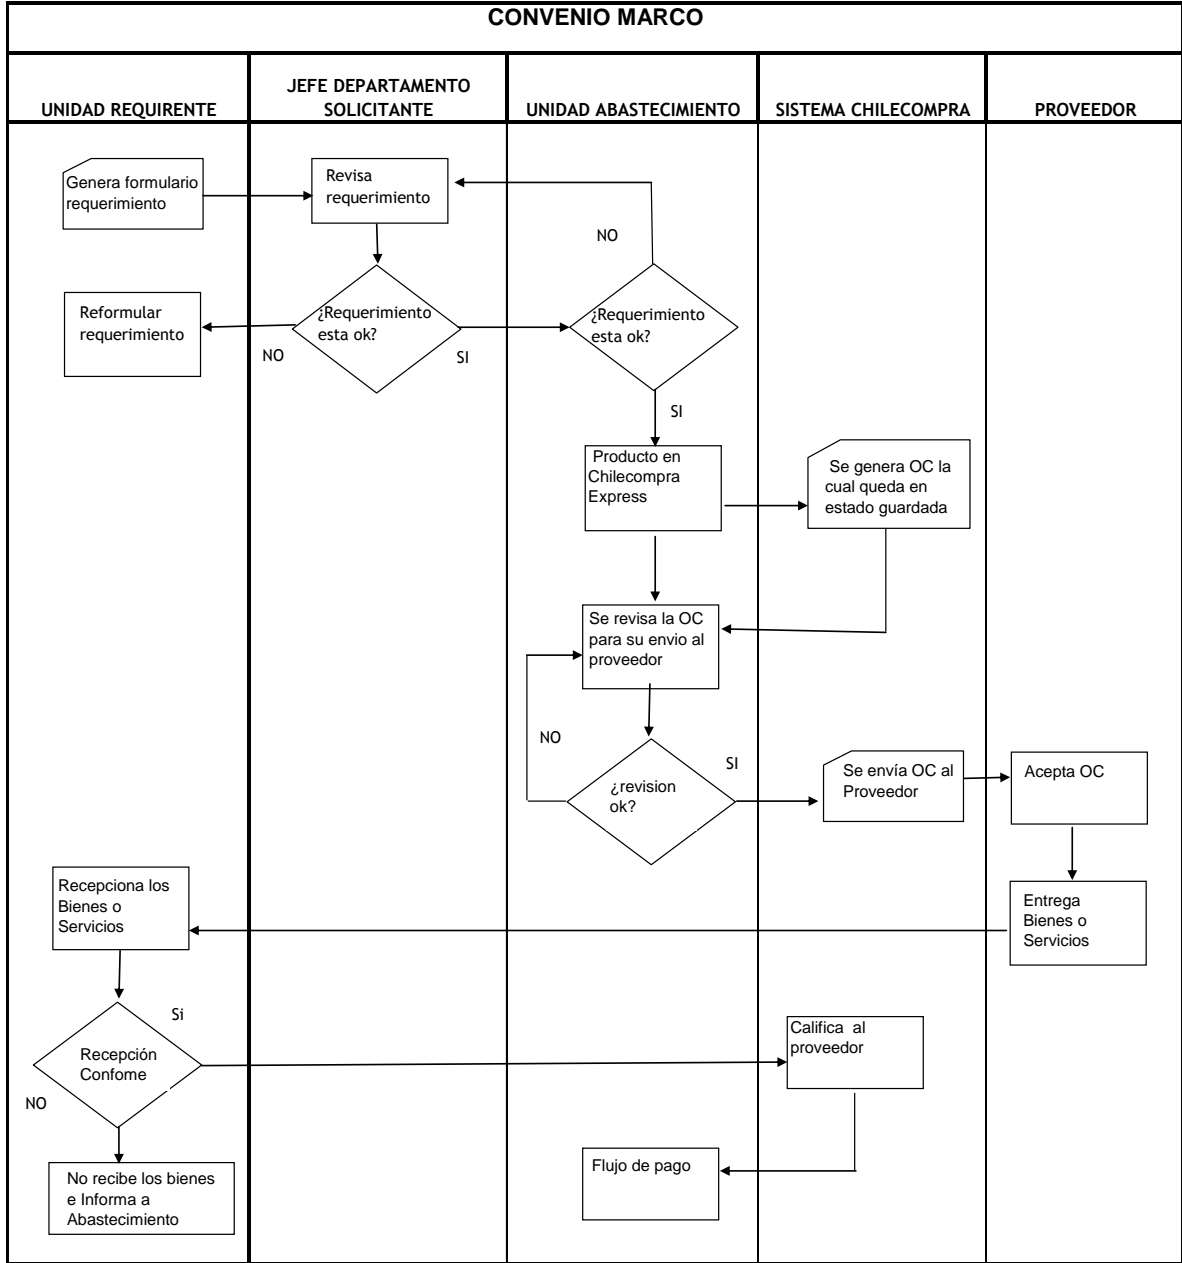 CONVENIO MARCO
UNIDAD REQUIRENTE
JEFE DEPARTAMENTO
SOLICITANTE
UNIDAD ABASTECIMIENTO
SISTEMA CHILECOMPRA
PROVEEDOR
Genera formulario
requerimiento
Revisa
requerimiento
NO
Reformular
requerimiento
¿Requerimiento
esta ok?
NO
SI
¿Requerimiento
esta ok?
SI
Producto en
Chilecompra
Express
Se genera OC la
cual queda en
estado guardada
Se revisa la OC
para su envio al
proveedor
NO
¿revision
ok?
SI
Se envía OC al
Proveedor
Acepta OC
Recepciona los
Bienes o
Servicios
Entrega
Bienes o
Servicios
Si
Recepción
Confome
NO
Califica al
proveedor
No recibe los bienes
e Informa a
Abastecimiento
Flujo de pago